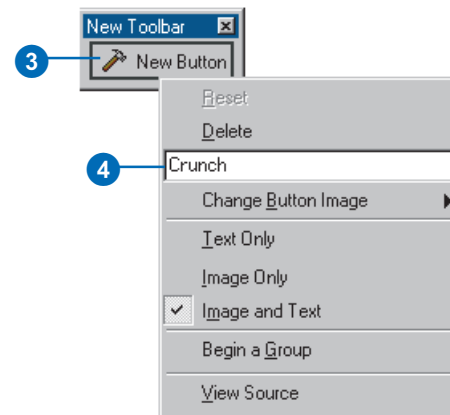 New Toolbar
3
New Button
Reset
Delete
4
Crunch
Change Button Image
Text Only
Image Only
Image and Text
Begin a Group
View Source